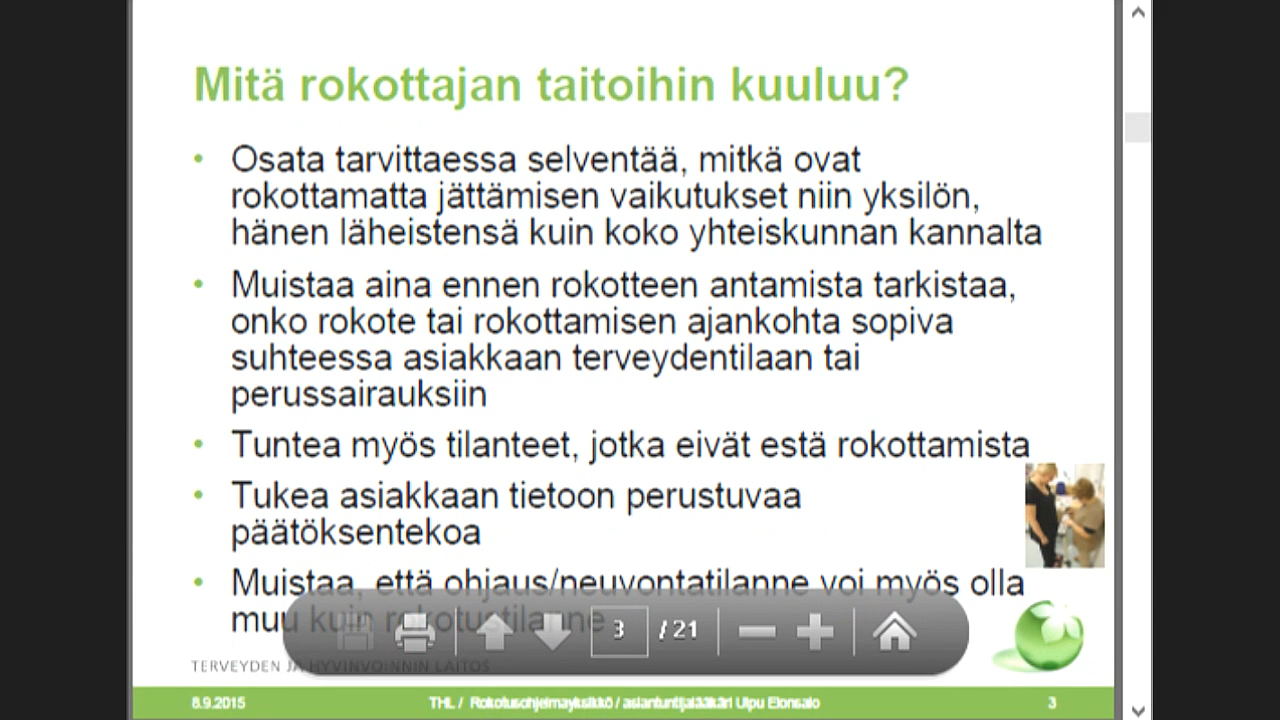 Mitä rokottajan taitoihin kuuluu?
• Osata tarvittaessa selventää, mitkä ovat
rokottamatta jättämisen vaikutukset niin yksilön,
hänen läheistensä kuin koko yhteiskunnan kannalta
• Muistaa aina ennen rokotteen antamista tarkistaa,
onko rokote tai rokottamisen ajankohta sopiva
suhteessa asiakkaan terveydentilaan tai
perussairauksiin
• Tuntea myös tilanteet, jotka eivät estä rokottamista
• Tukea asiakkaan tietoon perustuvaa
päätöksentekoa
• Muistaa, että ohjaus/neuvontatilanne voi myös olla
muu kuin rokotustilanne
3 / 21
TERVEYDEN JA HYVINVOINNIN LAITOS
8.9.2015 THL / Rokotusohjelmayksikkö / asiantuntijalääkäri Ulpu Elonsalo 3